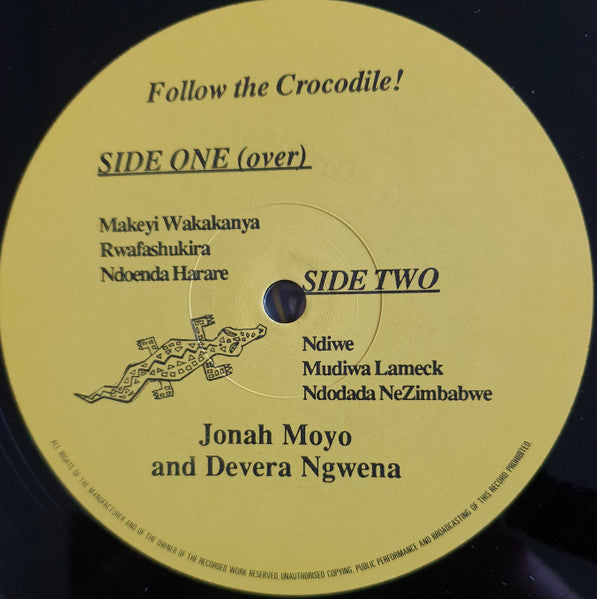 Follow the Crocodile!
SIDE ONE (over)
Makeyi Wakakanya
Rwafashukira
Ndoenda Harare
SIDE TWO
Ndiwe
Mudiwa Lameck
Ndodada NeZimbabwe
Jonah Moyo
and Devera Ngwena
ALL RIGHTS OF THE MANUFACTURER AND OF THE OWNER OF THE RECORDED WORK RESERVED. UNAUTHORISED COPYING. PUBLIC PERFORMANCE AND BROADCASTING OF THIS RECORD PROHIBITED.